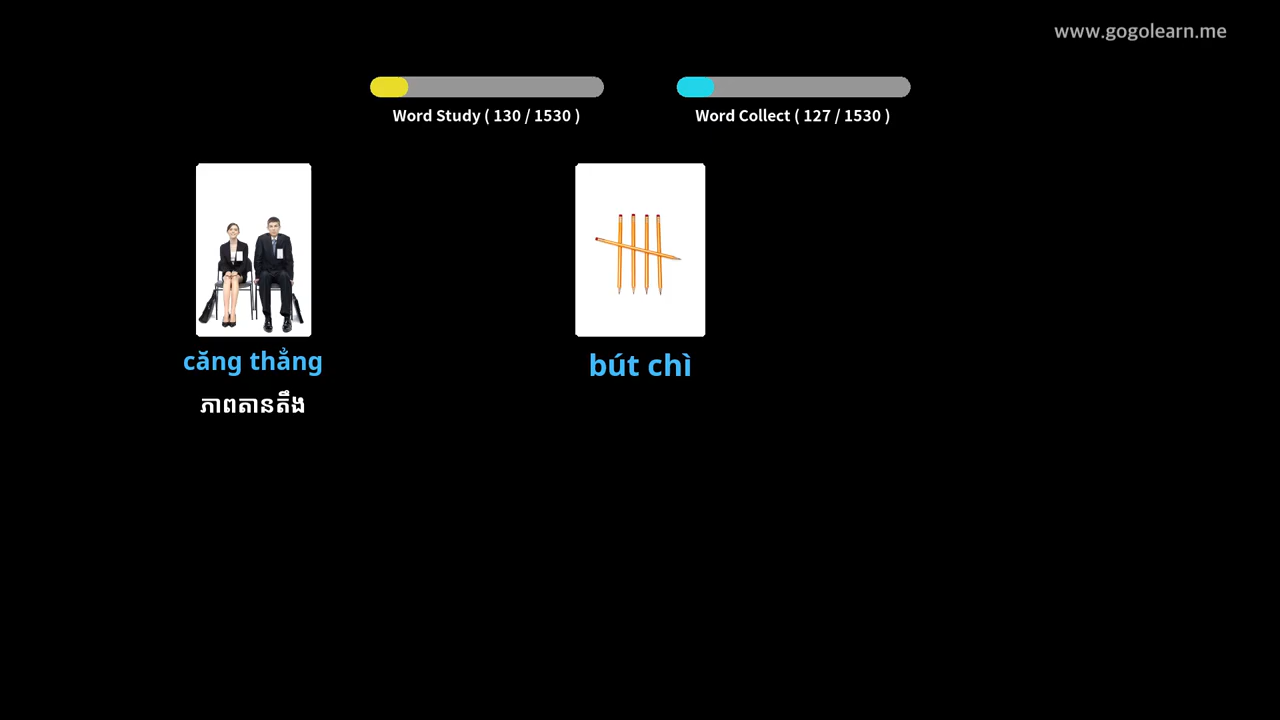 www.gogolearn.me
Word Study ( 130 / 1530 )
Word Collect ( 127 / 1530 )
căng thẳng
ភាពតានតឹង
bút chì